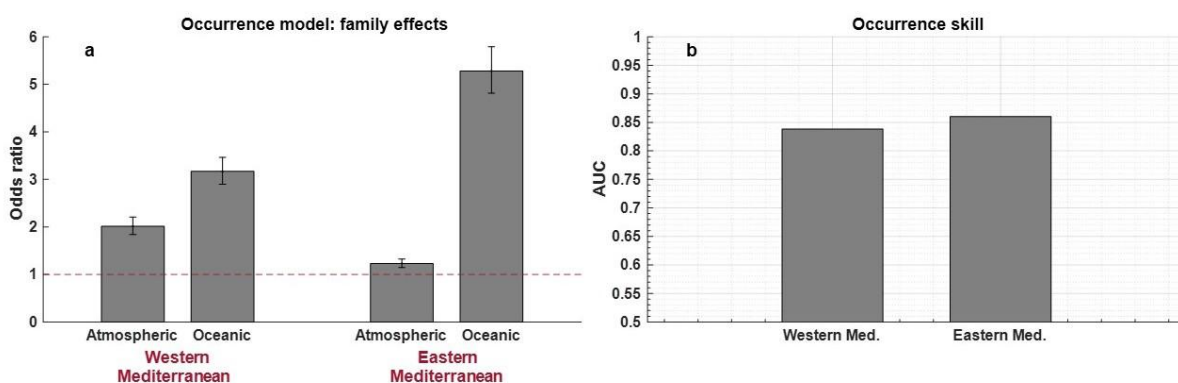 Occurrence model: family effects
a
Odds ratio
6
5
4
3
2
1
0
Atmospheric Oceanic Atmospheric Oceanic
Western Mediterranean
Eastern Mediterranean
Occurrence skill
b
AUC
1
0.95
0.9
0.85
0.8
0.75
0.7
0.65
0.6
0.55
0.5
Western Med. Eastern Med.